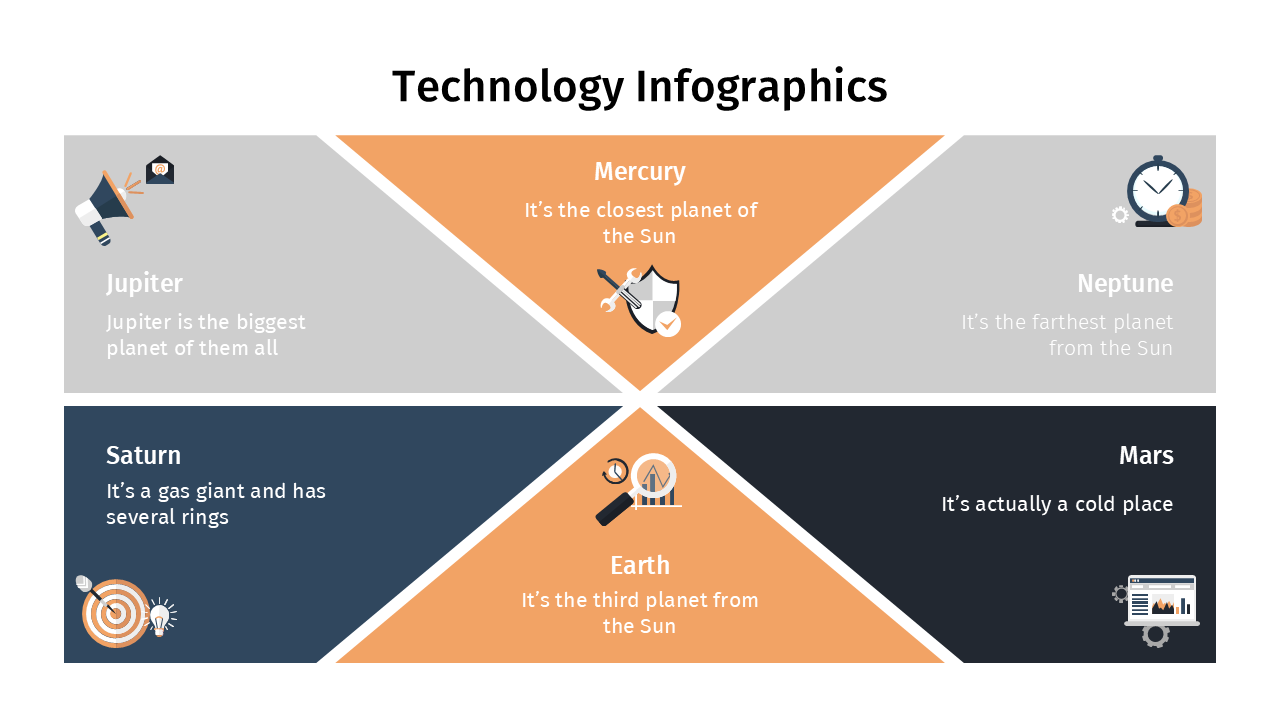 Technology Infographics
Jupiter
Jupiter is the biggest
planet of them all
Mercury
It’s the closest planet of
the Sun
Neptune
It’s the farthest planet
from the Sun
Saturn
It’s a gas giant and has
several rings
Earth
It’s the third planet from
the Sun
Mars
It’s actually a cold place